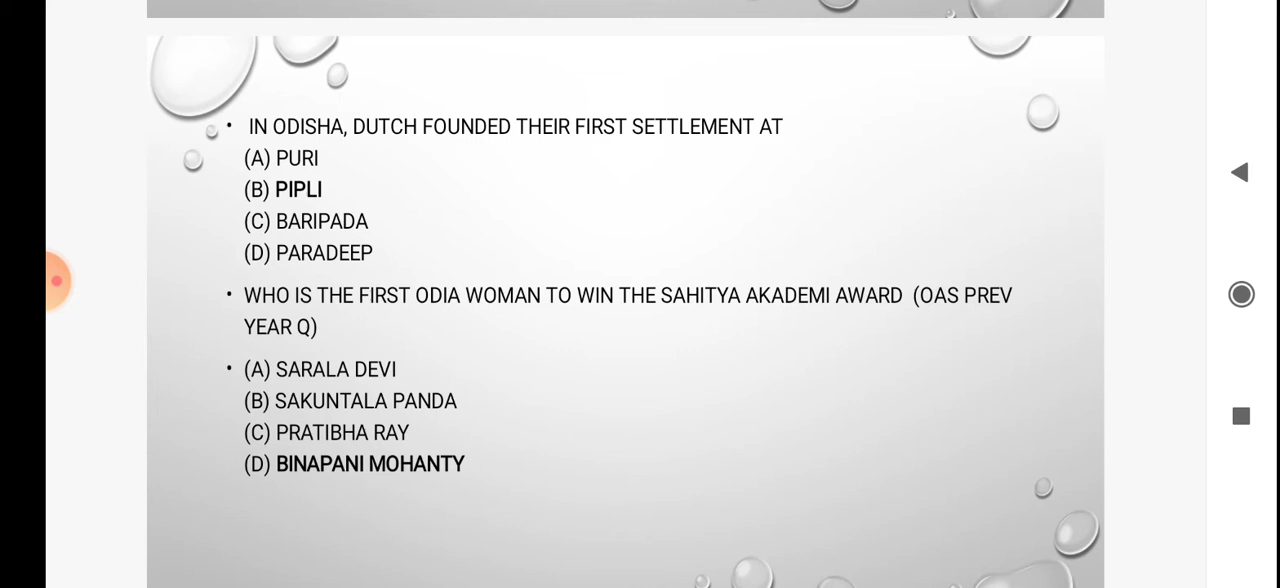 • IN ODISHA, DUTCH FOUNDED THEIR FIRST SETTLEMENT AT
(A) PURI
(B) PIPLI
(C) BARIPADA
(D) PARADEEP
• WHO IS THE FIRST ODIA WOMAN TO WIN THE SAHITYA AKADEMI AWARD (OAS PREV
YEAR Q)
• (A) SARALA DEVI
(B) SAKUNTALA PANDA
(C) PRATIBHA RAY
(D) BINAPANI MOHANTY